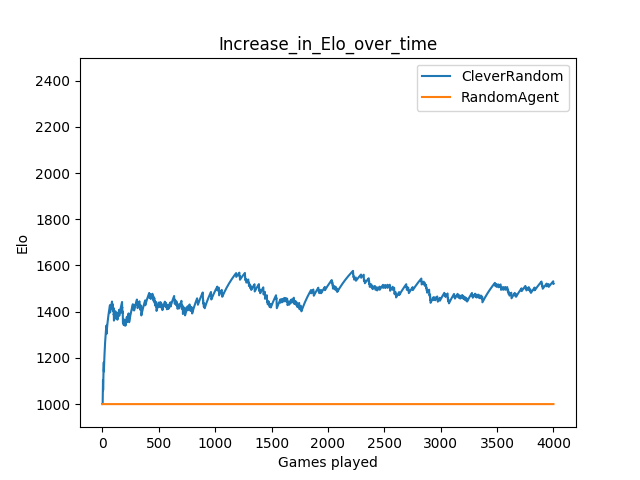 Increase_in_Elo_over_time
CleverRandom
RandomAgent
2400
2200
2000
1800
1600
1400
1200
1000
Elo
0 500 1000 1500 2000 2500 3000 3500 4000
Games played